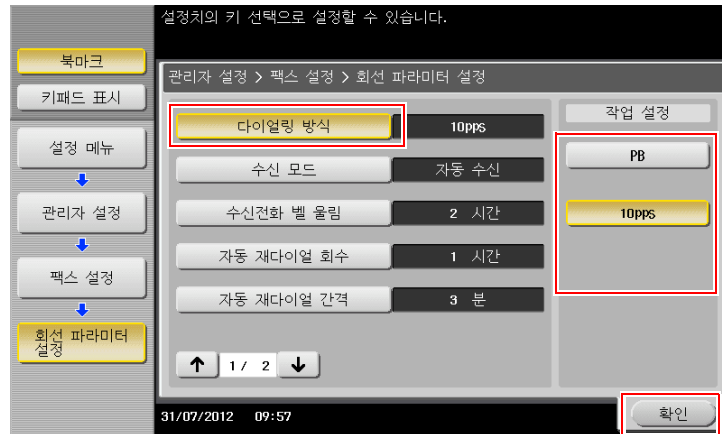 설정치의 키 선택으로 설정할 수 있습니다.
북마크
키패드 표시
설정 메뉴
관리자 설정
팩스 설정
회선 파라미터
설정
관리자 설정 > 팩스 설정 > 회선 파라미터 설정
다이얼링 방식 10pps
수신 모드 자동 수신
수신전화 벨 울림 2 시간
자동 재다이얼 회수 1 시간
자동 재다이얼 간격 3 분
↑ 1/ 2 ↓
작업 설정
PB
10pps
31/07/2012 09:57
확인